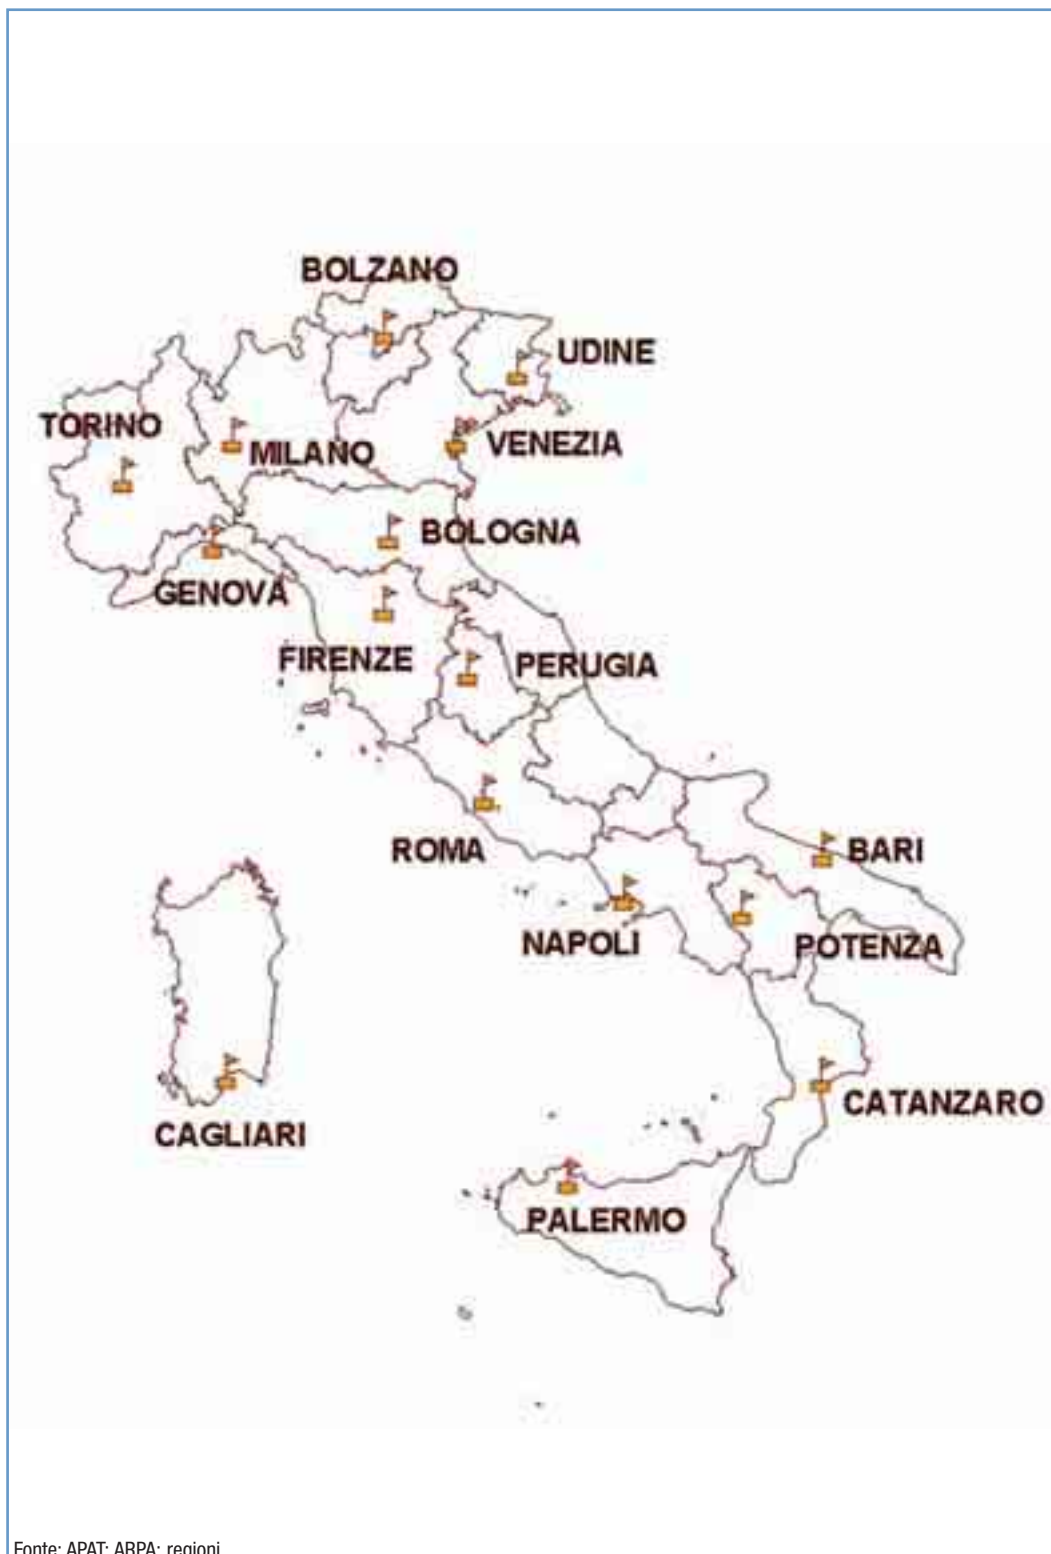 BOLZANO
UDINE
TORINO
MILANO
VENEZIA
BOLOGNA
GENOVA
FIRENZE
PERUGIA
ROMA
BARI
NAPOLI
POTENZA
CAGLIARI
CATANZARO
PALERMO
Fonte: APAT; ARPA; regioni